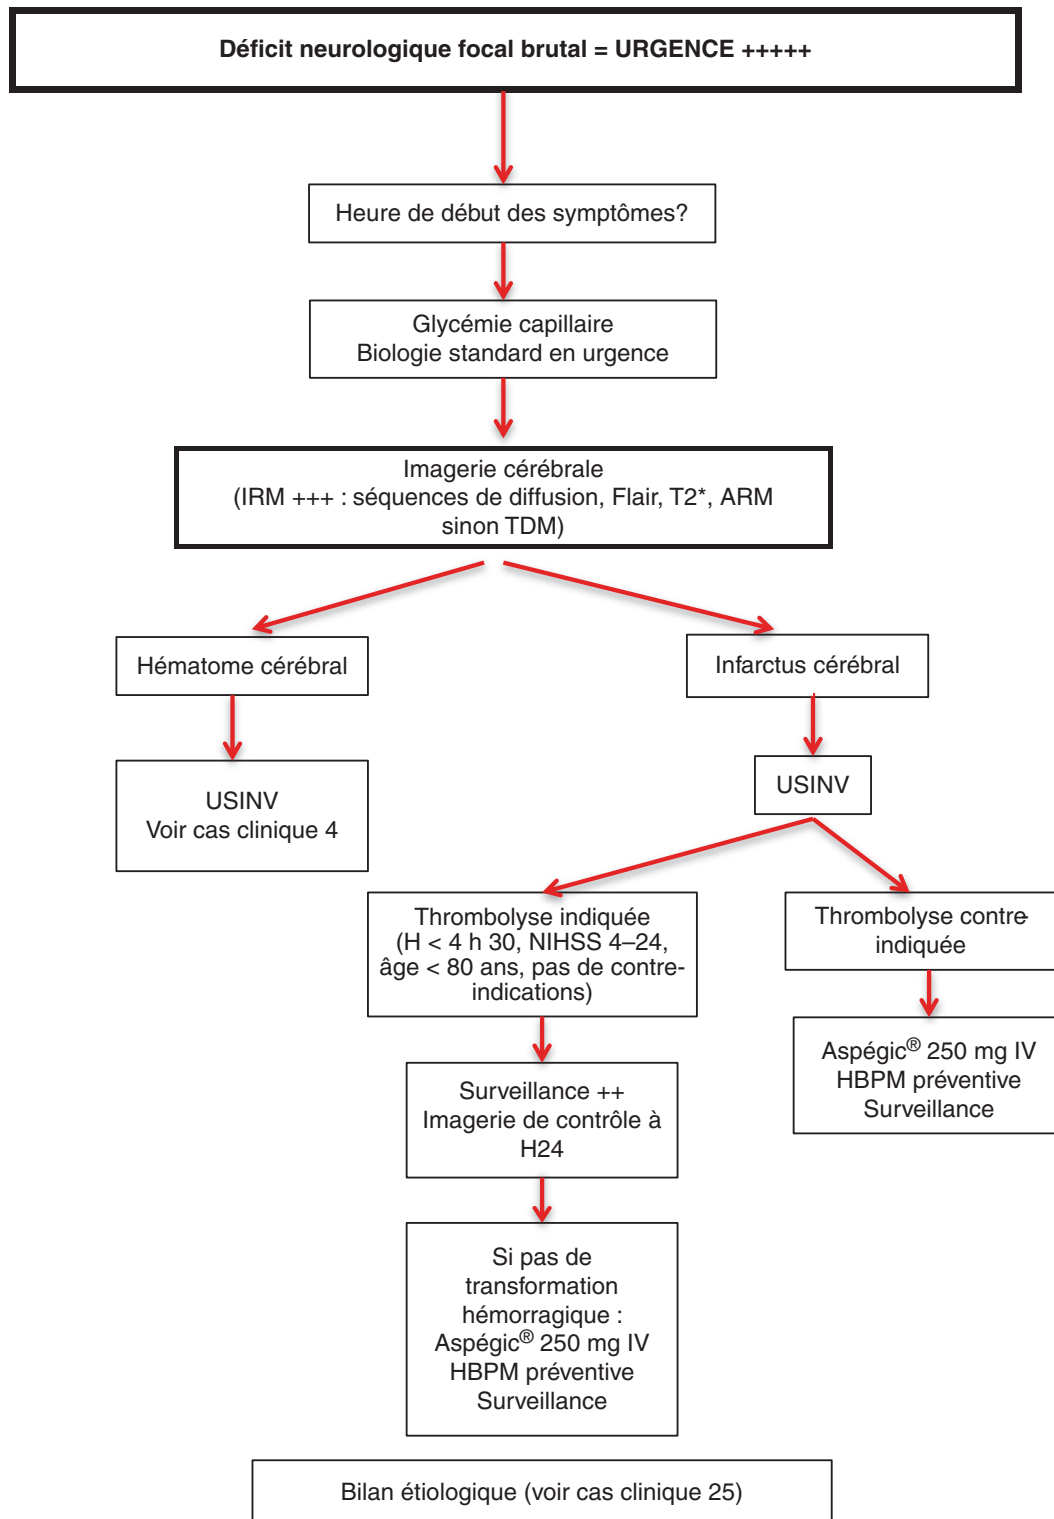 Déficit neurologique focal brutal = URGENCE +++++
Heure de début des symptômes?
Glycémie capillaire
Biologie standard en urgence
Imagerie cérébrale
(IRM +++ : séquences de diffusion, Flair, T2*, ARM
sinon TDM)
Hématome cérébral
Infarctus cérébral
USINV
Voir cas clinique 4
USINV
Thrombolyse indiquée
(H < 4 h 30, NIHSS 4–24,
âge < 80 ans, pas de contre-
indications)
Thrombolyse contre-
indiquée
Aspégic® 250 mg IV
HBPM préventive
Surveillance
Surveillance ++
Imagerie de contrôle à
H24
Si pas de
transformation
hémorragique :
Aspégic® 250 mg IV
HBPM préventive
Surveillance
Bilan étiologique (voir cas clinique 25)